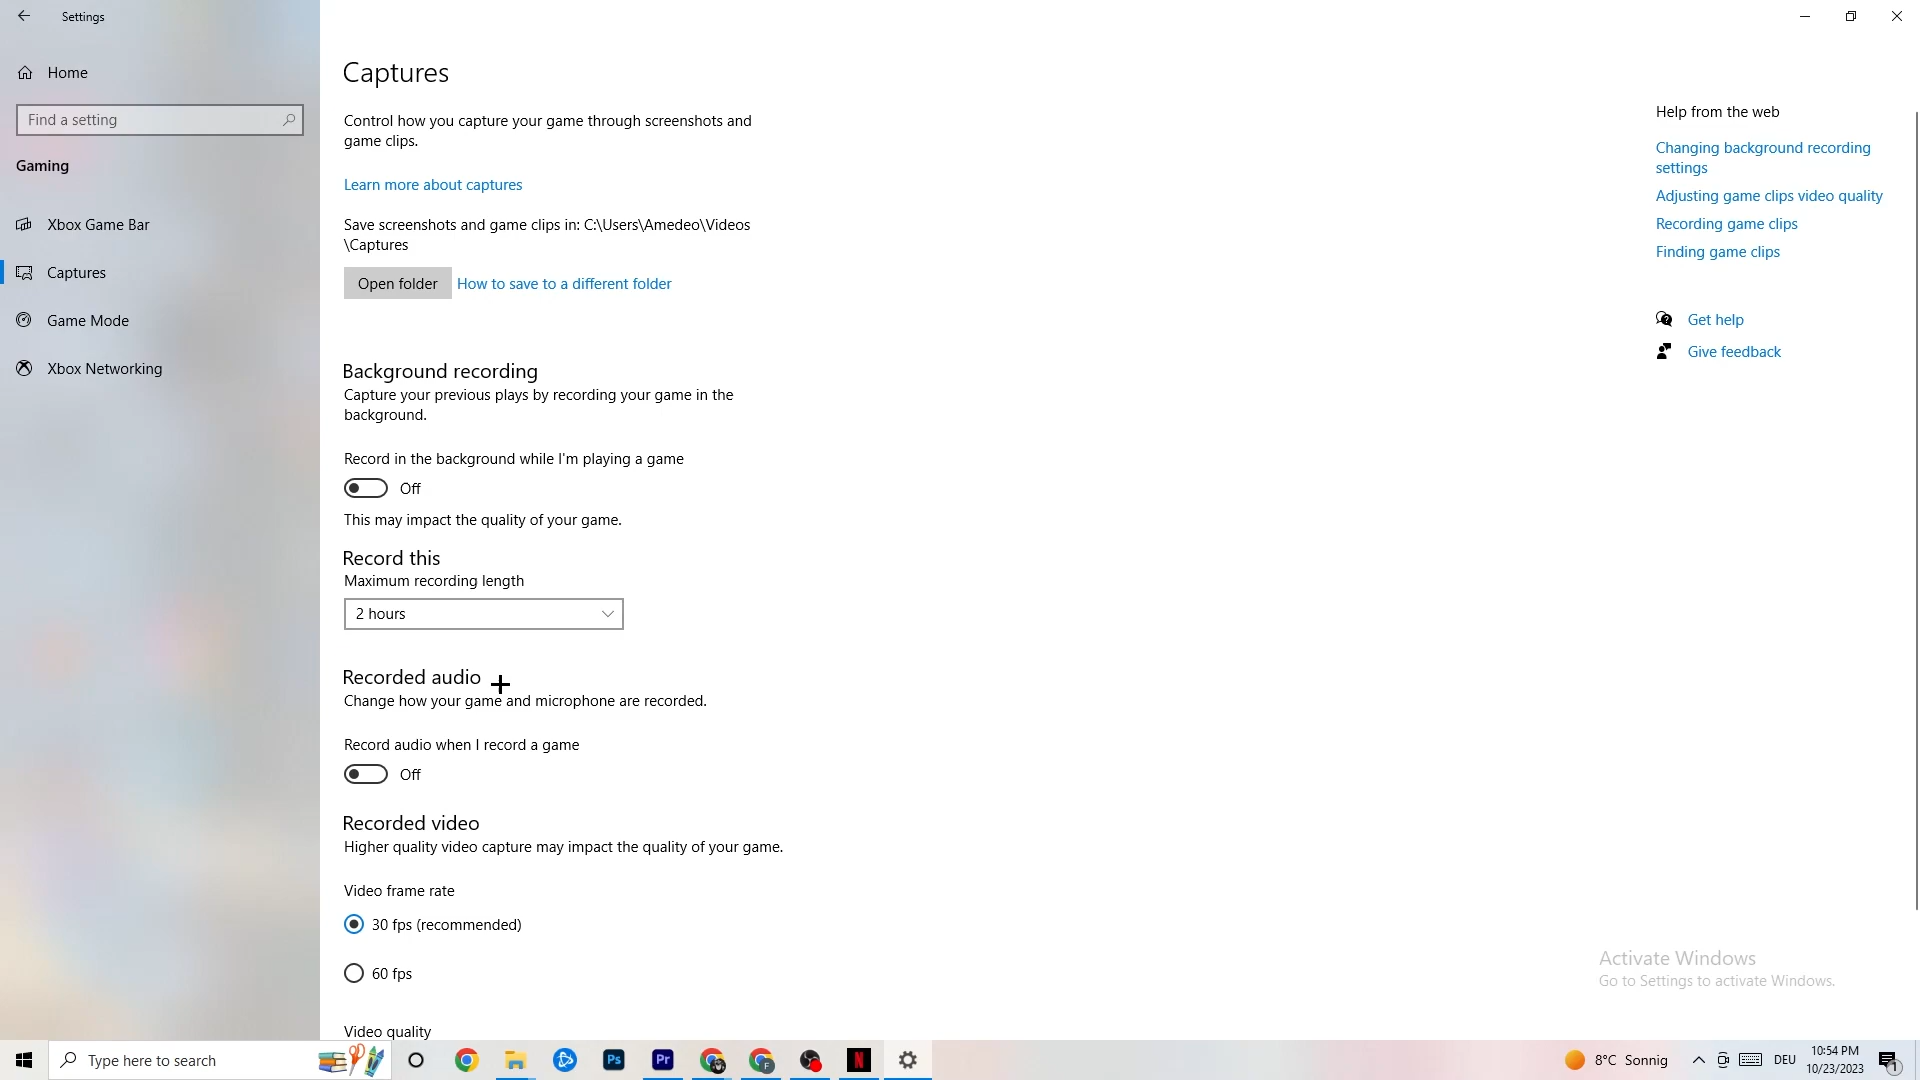 Settings
Home
Find a setting
Gaming
Xbox Game Bar
Captures
Game Mode
Xbox Networking
Captures
Control how you capture your game through screenshots and
game clips.
Learn more about captures
Save screenshots and game clips in: C:\Users\Amedeo\Videos
\Captures
Open folder
How to save to a different folder
Background recording
Capture your previous plays by recording your game in the
background.
Record in the background while I'm playing a game
Off
This may impact the quality of your game.
Record this
Maximum recording length
2 hours
Recorded audio
Change how your game and microphone are recorded.
Record audio when I record a game
Off
Recorded video
Higher quality video capture may impact the quality of your game.
Video frame rate
30 fps (recommended)
60 fps
Video quality
Help from the web
Changing background recording
settings
Adjusting game clips video quality
Recording game clips
Finding game clips
Get help
Give feedback
Activate Windows
Go to Settings to activate Windows.
Type here to search
Ps
Pr
F
N
8°C Sonnig
DEU
10:54 PM
10/23/2023
1